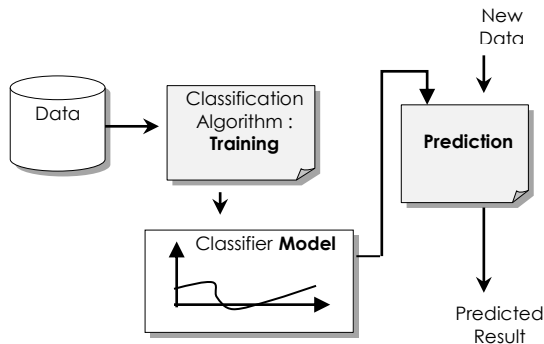 New
Data
Data
Classification
Algorithm :
Training
Prediction
Classifier Model
Predicted
Result